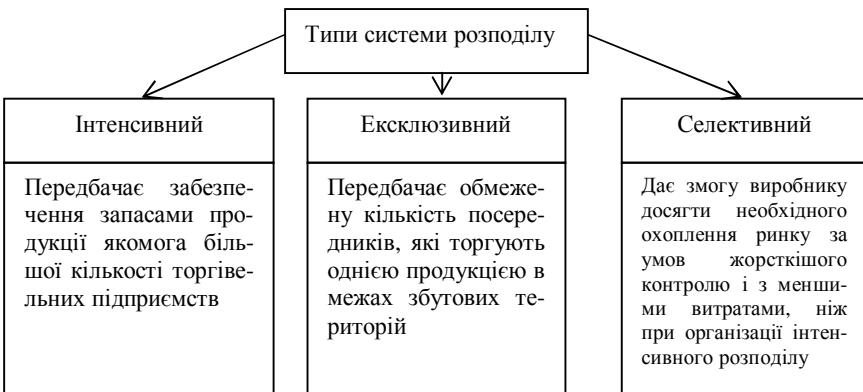 Типи системи розподілу
Інтенсивний
Передбачає забезпе-
чення запасами про-
дукції якомога біль-
шої кількості торгіве-
льних підприємств
Ексклюзивний
Передбачає обмеже-
ну кількість посере-
дників, які торгують
однією продукцією в
межах збутових те-
риторій
Селективний
Дає змогу виробнику
досягти необхідного
охоплення ринку за
умов жорсткішого
контролю і з менши-
ми витратами, ніж
при організації інтен-
сивного розподілу